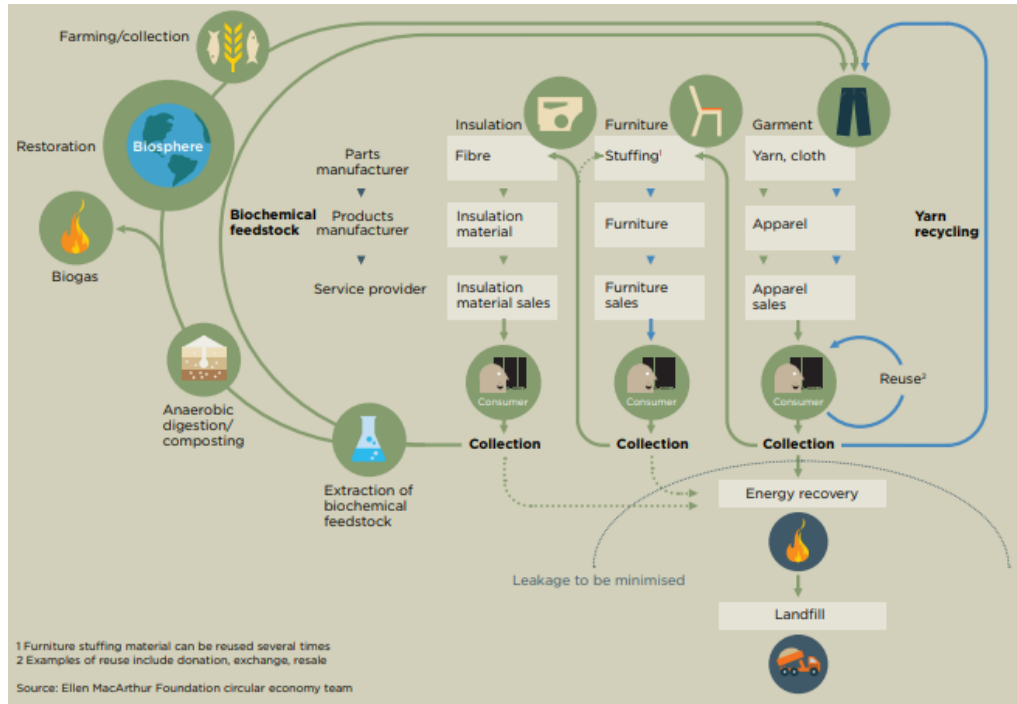 Farming/collection
Restoration
Biosphere
Biogas
Anaerobic
digestion/
composting
Biochemical
feedstock
Extraction of
biochemical
feedstock
Parts
manufacturer
Products
manufacturer
Service provider
Insulation
Fibre
Insulation
material
Insulation
material sales
Consumer
Collection
Furniture
Stuffing¹
Furniture
Furniture
sales
Consumer
Collection
Garment
Yarn, cloth
Apparel
Apparel
sales
Consumer
Collection
Reuse²
Yarn
recycling
Energy recovery
Leakage to be minimised
Landfill
1 Furniture stuffing material can be reused several times
2 Examples of reuse include donation, exchange, resale
Source: Ellen MacArthur Foundation circular economy team